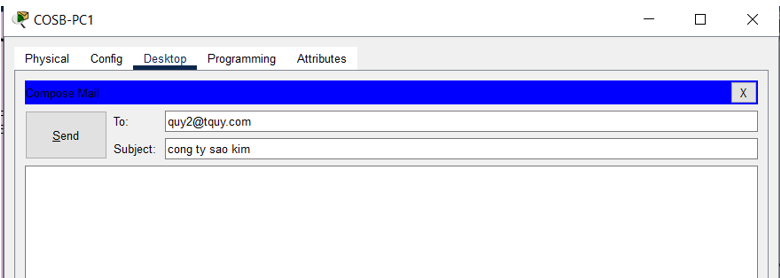 COSB-PC1
Physical Config Desktop Programming Attributes
Compose Mail
X
Send
To: quy2@tquy.com
Subject: cong ty sao kim